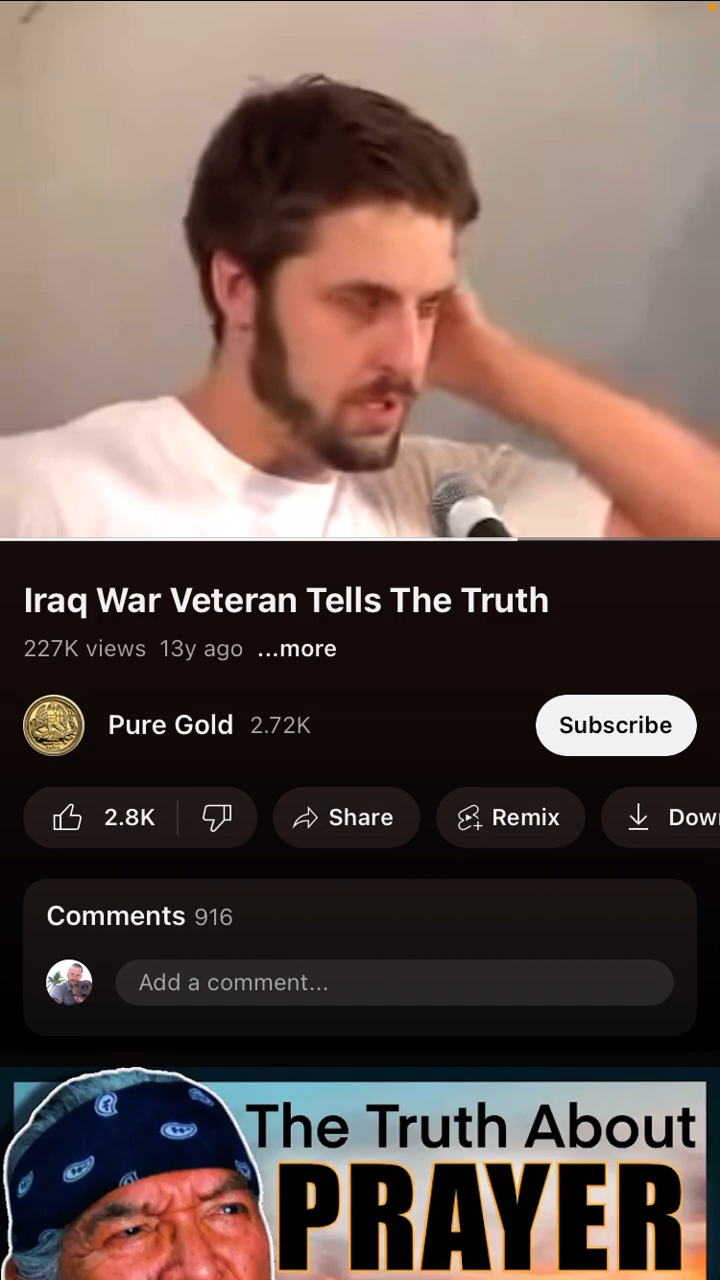 Iraq War Veteran Tells The Truth
227K views 13y ago ...more
Pure Gold 2.72K
Subscribe
2.8K
Share
Remix
Dow
Comments 916
Add a comment...
The Truth About
PRAYER